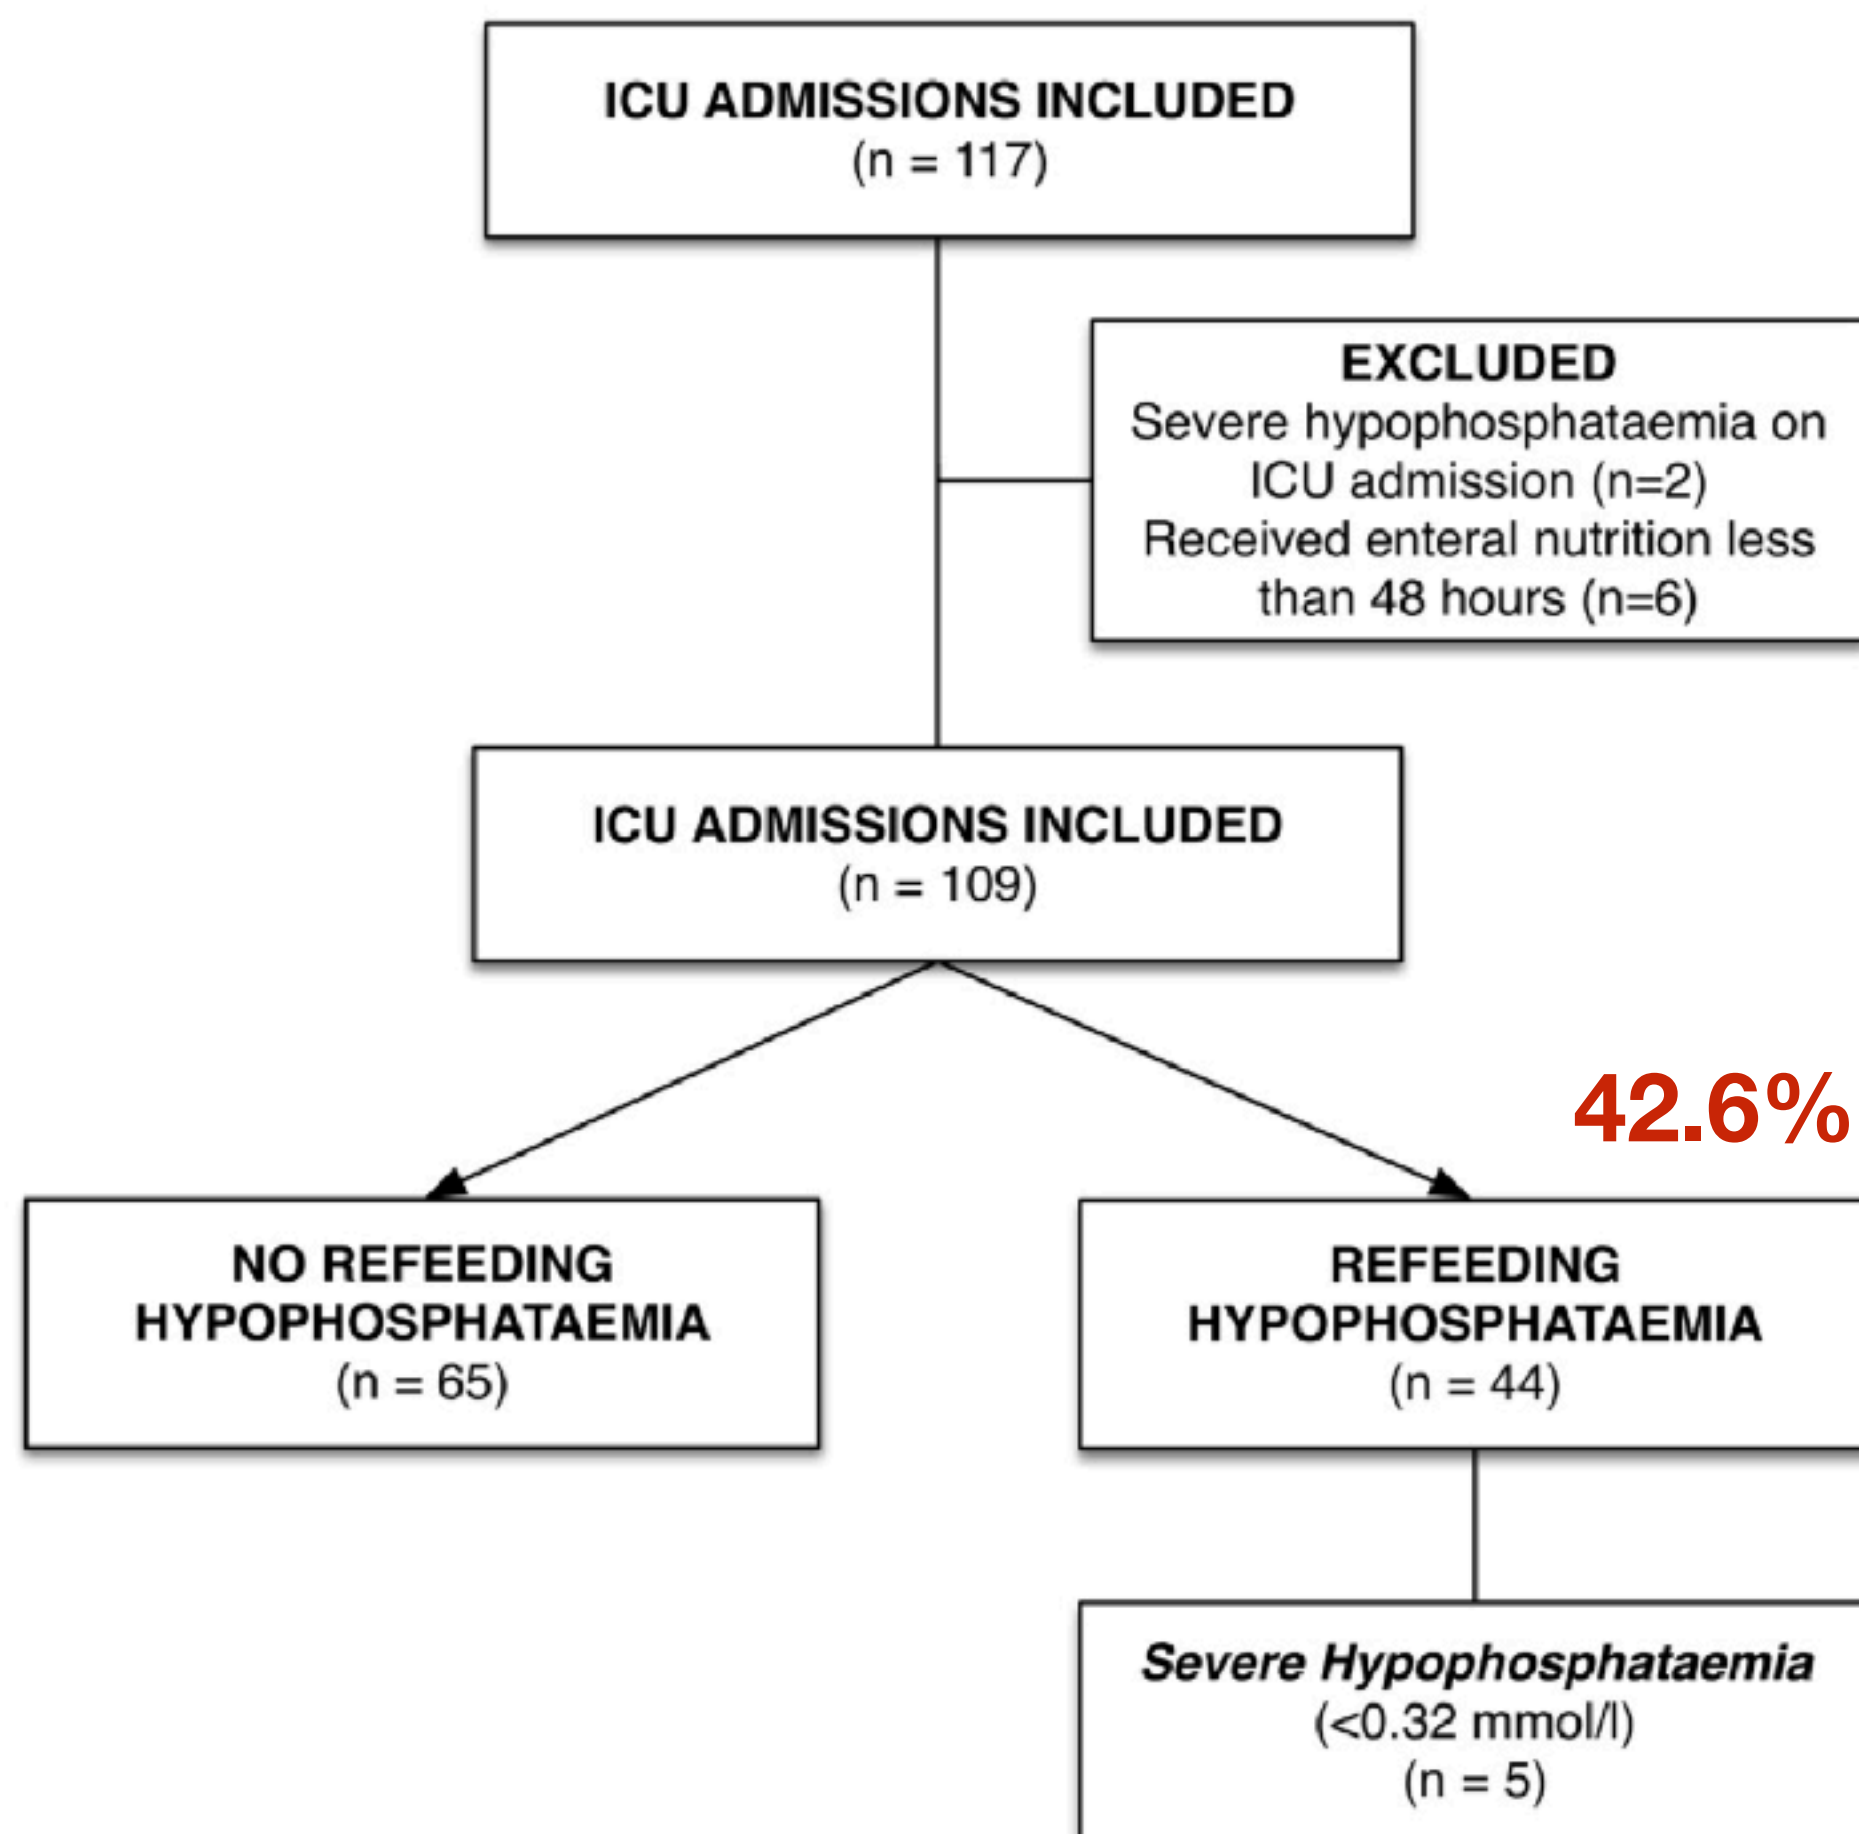 ICU ADMISSIONS INCLUDED
(n = 117)
EXCLUDED
Severe hypophosphataemia on
ICU admission (n=2)
Received enteral nutrition less
than 48 hours (n=6)
ICU ADMISSIONS INCLUDED
(n = 109)
42.6%
NO REFEEDING
HYPOPHOSPHATAEMIA
(n = 65)
REFEEDING
HYPOPHOSPHATAEMIA
(n = 44)
Severe Hypophosphataemia
(<0.32 mmol/l)
(n = 5)